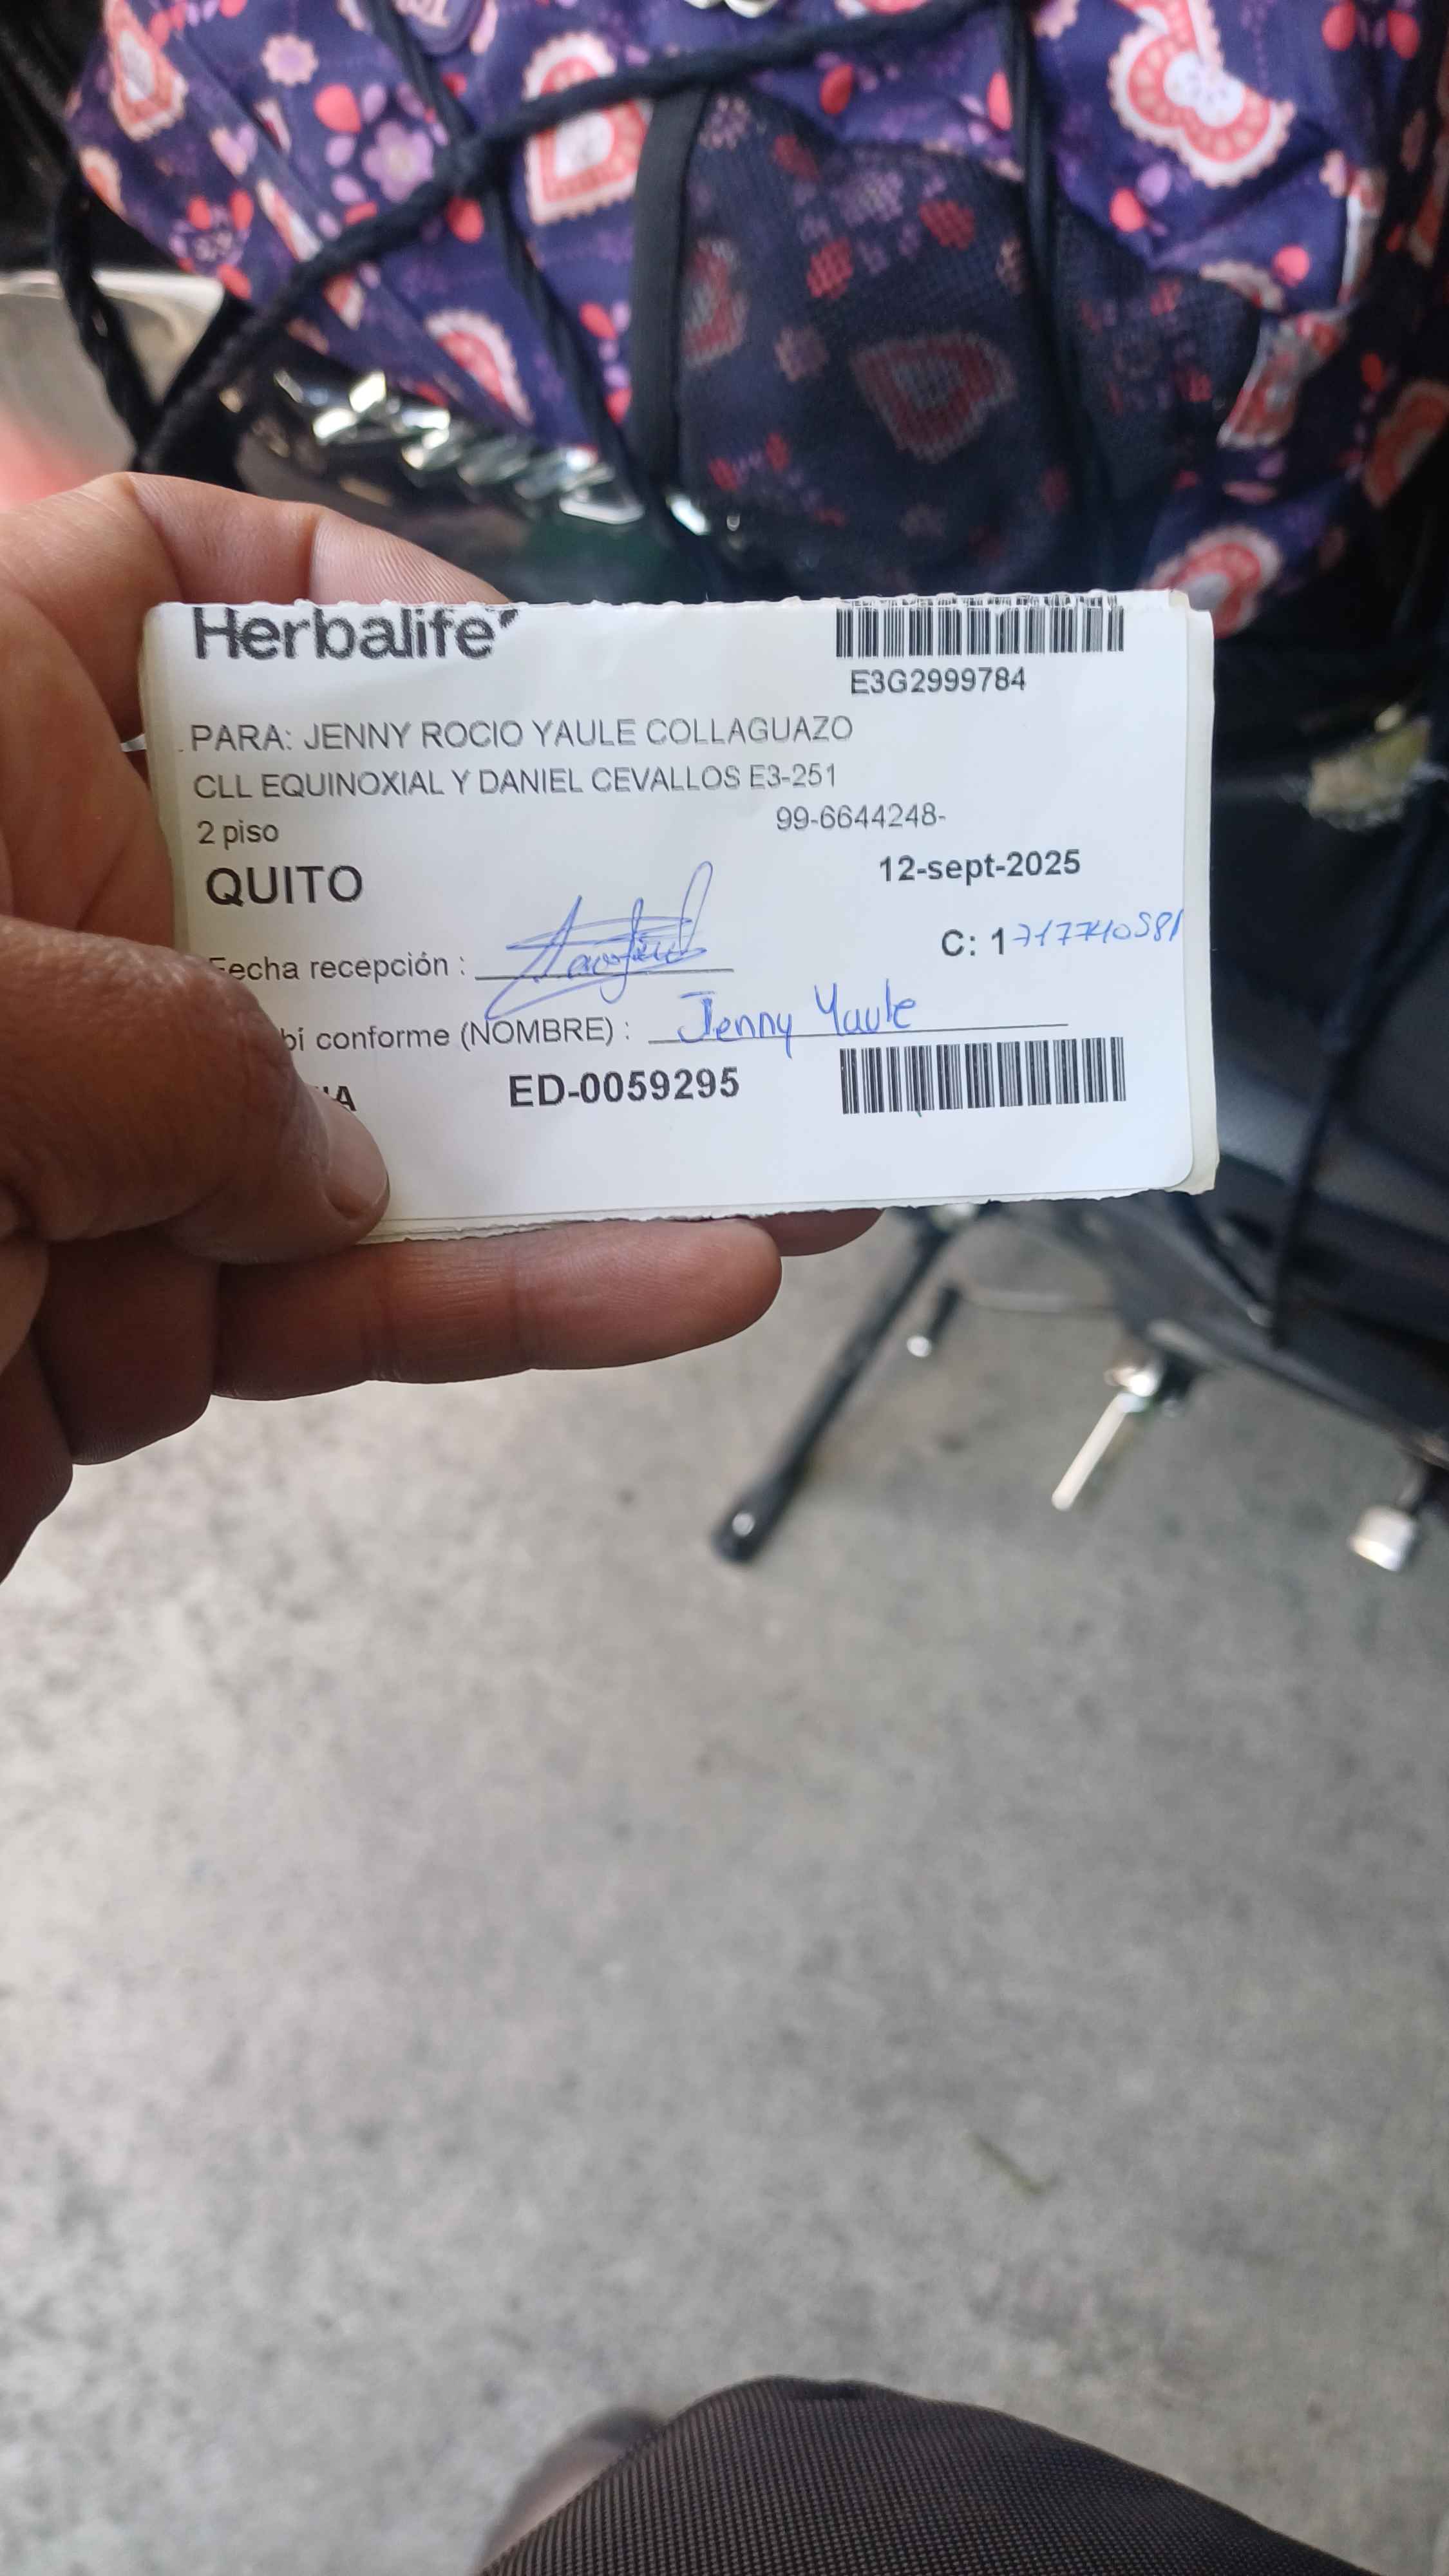 Herbalife
E3G2999784
PARA: JENNY ROCIO YAULE COLLAGUAZO
CLL EQUINOXIAL Y DANIEL CEVALLOS E3-251
2 piso 99-6644248-
QUITO 12-sept-2025
C: 1717740581
Fecha recepción :
bí conforme (NOMBRE) : Jenny Yaule
ED-0059295